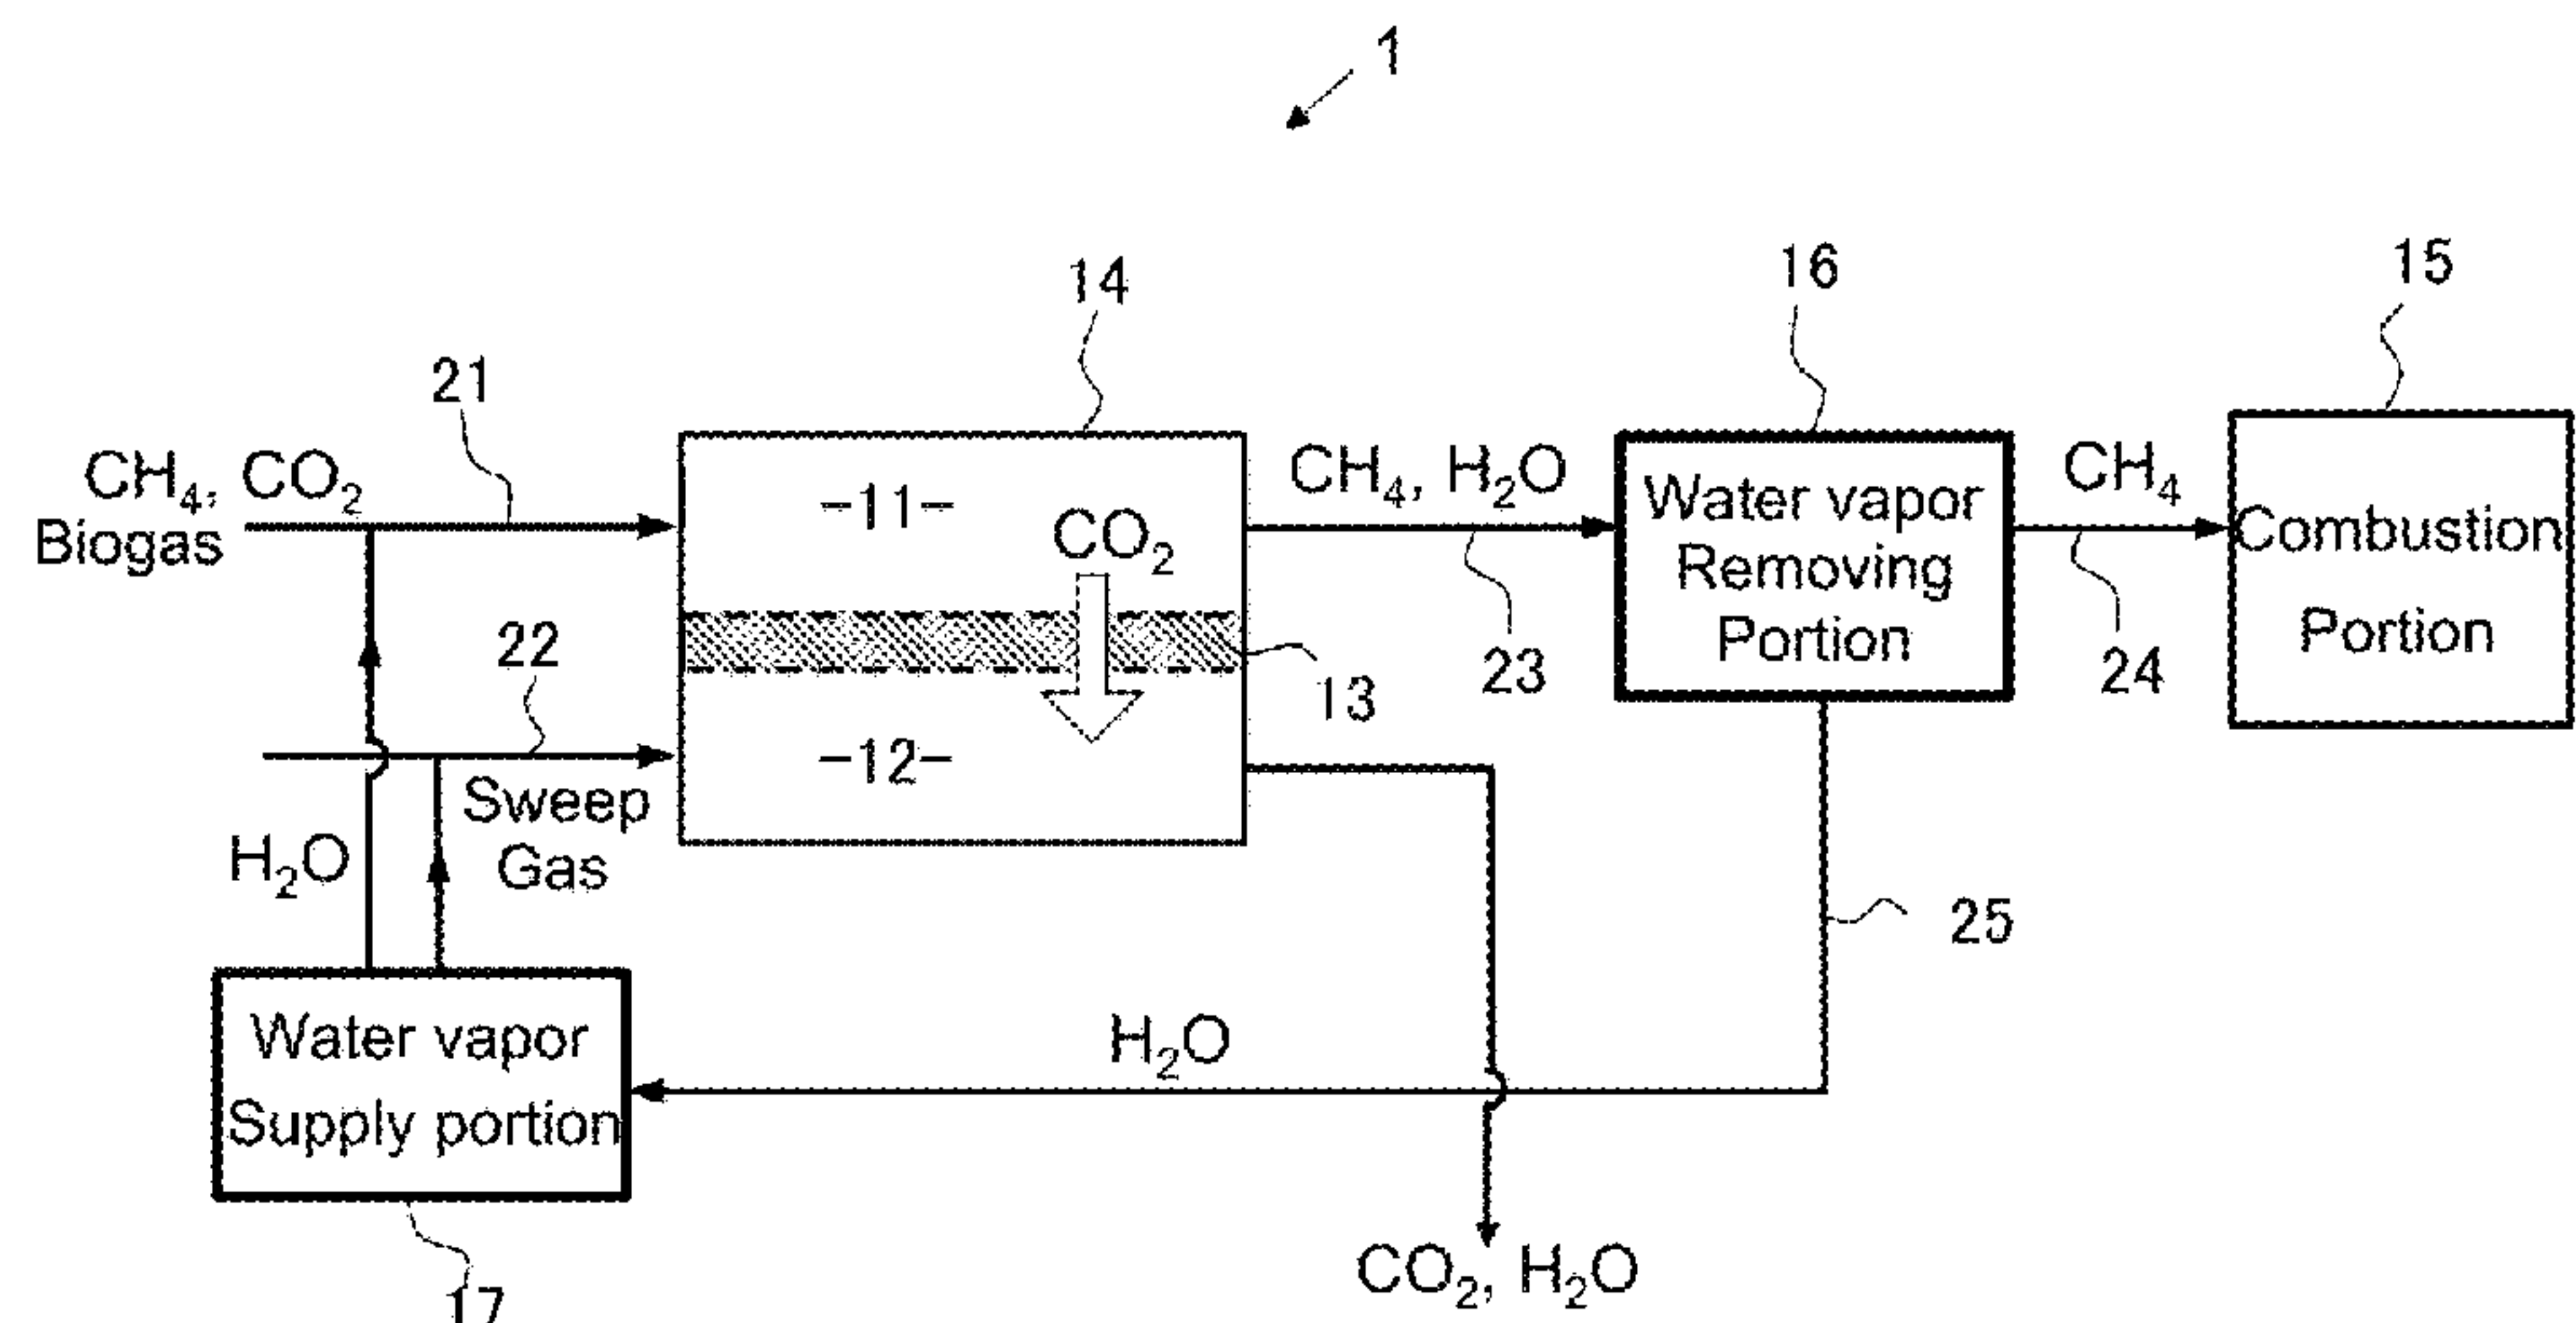 1
14
16
15
21
CH₄, CO₂
Biogas
-11-
CO₂
CH₄, H₂O
Water vapor
Removing
Portion
CH₄
Combustion
Portion
22
13
23
24
-12-
Sweep
Gas
H₂O
25
Water vapor
Supply portion
H₂O
17
CO₂, H₂O